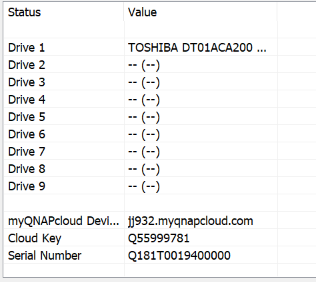 Status Value
Drive 1 TOSHIBA DT01ACA200 ...
Drive 2 -- (--)
Drive 3 -- (--)
Drive 4 -- (--)
Drive 5 -- (--)
Drive 6 -- (--)
Drive 7 -- (--)
Drive 8 -- (--)
Drive 9 -- (--)
myQNAPcloud Devi... jj932.myqnapcloud.com
Cloud Key Q55999781
Serial Number Q181T0019400000